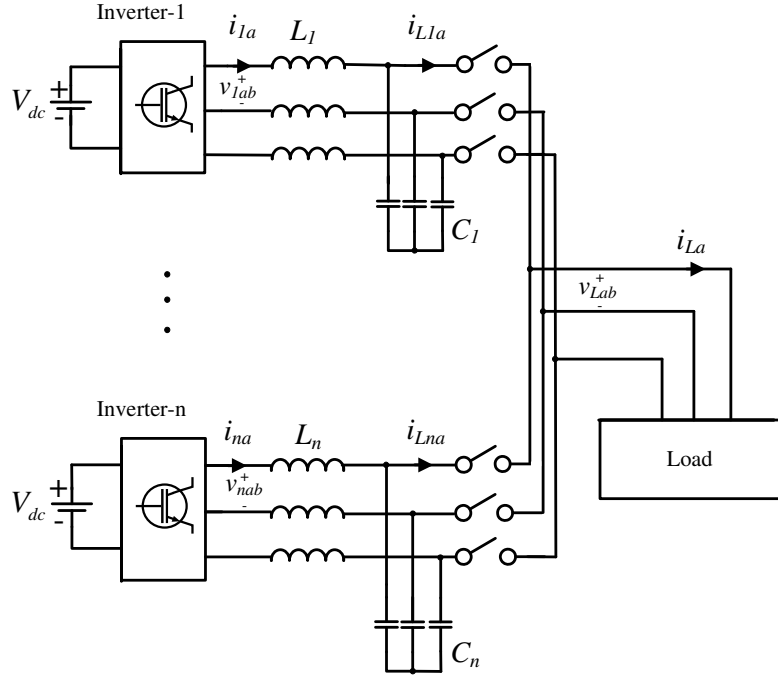 Inverter-1
i1a L1 iL1a
+
Vdc
-
v1ab
+
-
C1
iLa
vLab
+
-
Inverter-n
ina Ln iLna
+
Vdc
-
vnab
+
-
Load
Cn